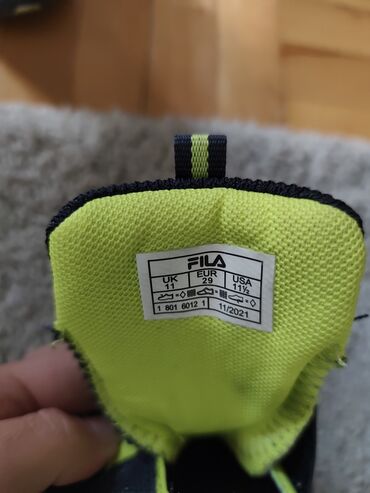 FILA
UK EUR USA
11 29 11½
1 801 6012 1 11/2021